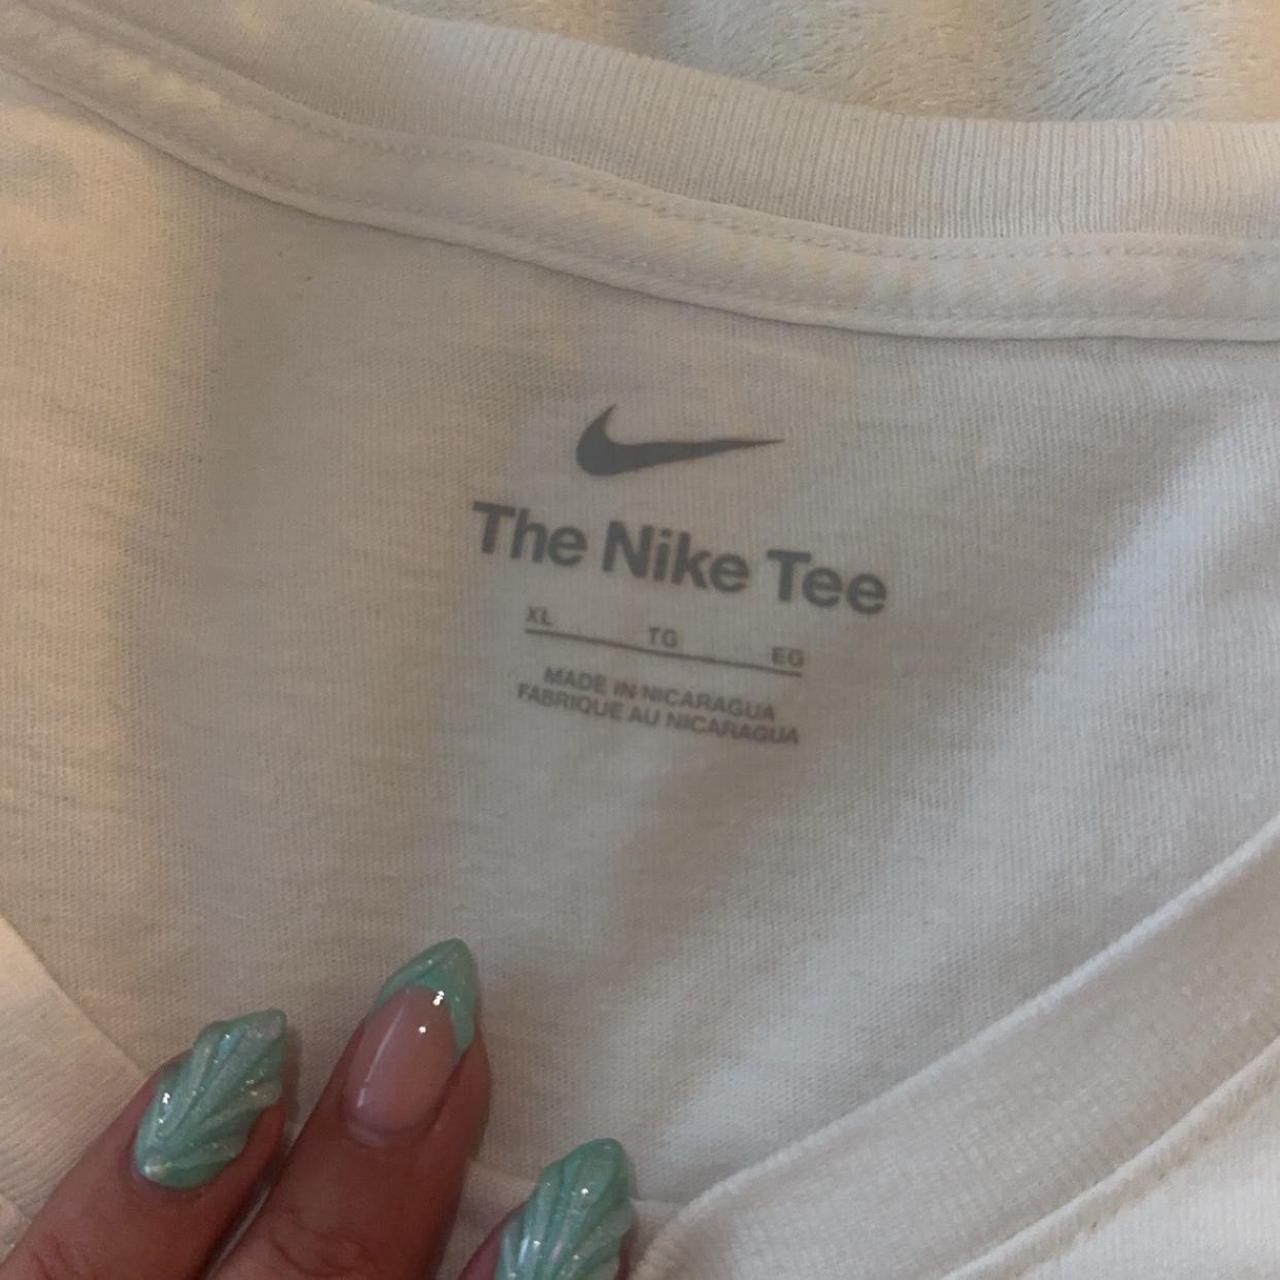 The Nike Tee
XL TG EG
MADE IN NICARAGUA
FABRIQUE AU NICARAGUA